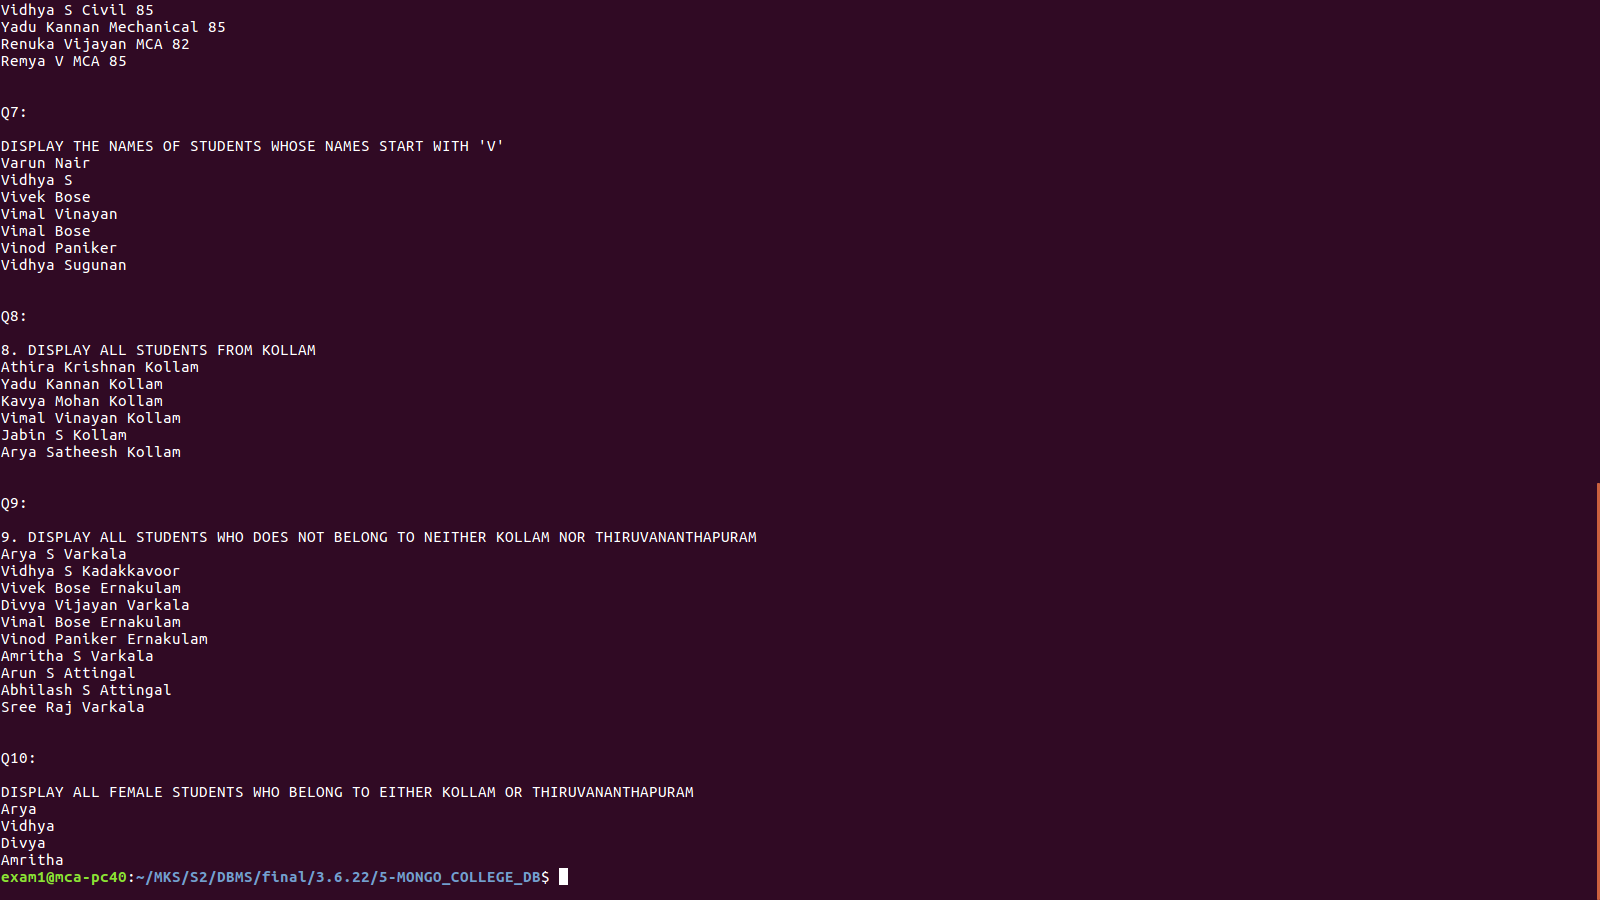 Vidhya S Civil 85
Yadu Kannan Mechanical 85
Renuka Vijayan MCA 82
Remya V MCA 85
Q7:
DISPLAY THE NAMES OF STUDENTS WHOSE NAMES START WITH 'V'
Varun Nair
Vidhya S
Vivek Bose
Vimal Vinayan
Vimal Bose
Vinod Paniker
Vidhya Sugunan
Q8:
8. DISPLAY ALL STUDENTS FROM KOLLAM
Athira Krishnan Kollam
Yadu Kannan Kollam
Kavya Mohan Kollam
Vimal Vinayan Kollam
Jabin S Kollam
Arya Satheesh Kollam
Q9:
9. DISPLAY ALL STUDENTS WHO DOES NOT BELONG TO NEITHER KOLLAM NOR THIRUVANANTHAPURAM
Arya S Varkala
Vidhya S Kadakkavoor
Vivek Bose Ernakulam
Divya Vijayan Varkala
Vimal Bose Ernakulam
Vinod Paniker Ernakulam
Amritha S Varkala
Arun S Attingal
Abhilash S Attingal
Sree Raj Varkala
Q10:
DISPLAY ALL FEMALE STUDENTS WHO BELONG TO EITHER KOLLAM OR THIRUVANANTHAPURAM
Arya
Vidhya
Divya
Amritha
exam1@mca-pc40:~/MKS/S2/DBMS/final/3.6.22/5-MONGO_COLLEGE_DB$